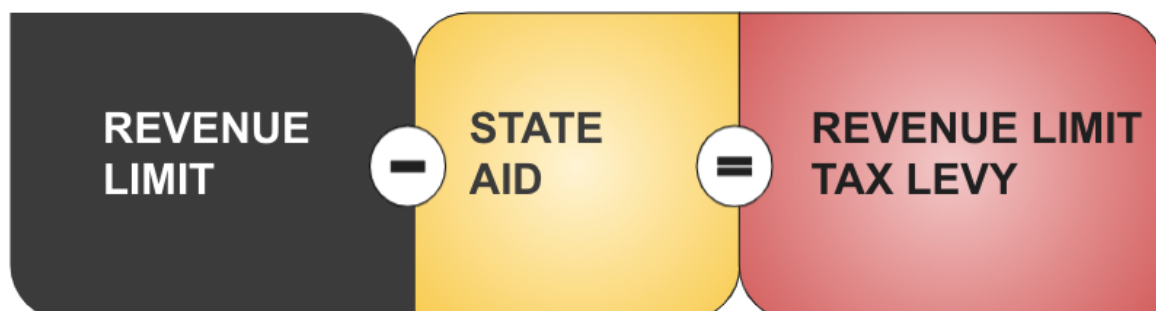 REVENUE
LIMIT
-
STATE
AID
=
REVENUE LIMIT
TAX LEVY